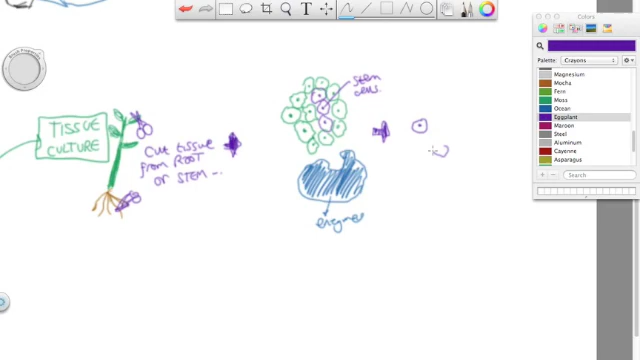 TISSUE
CULTURE
CUT TISSUE
FROM ROOT
OR STEM -..
STEM
CELLS.
enzymes
Colors
Palette: Crayons
Magnesium
Mocha
Fern
Moss
Ocean
Eggplant
Maroon
Steel
Aluminum
Cayenne
Asparagus
Search